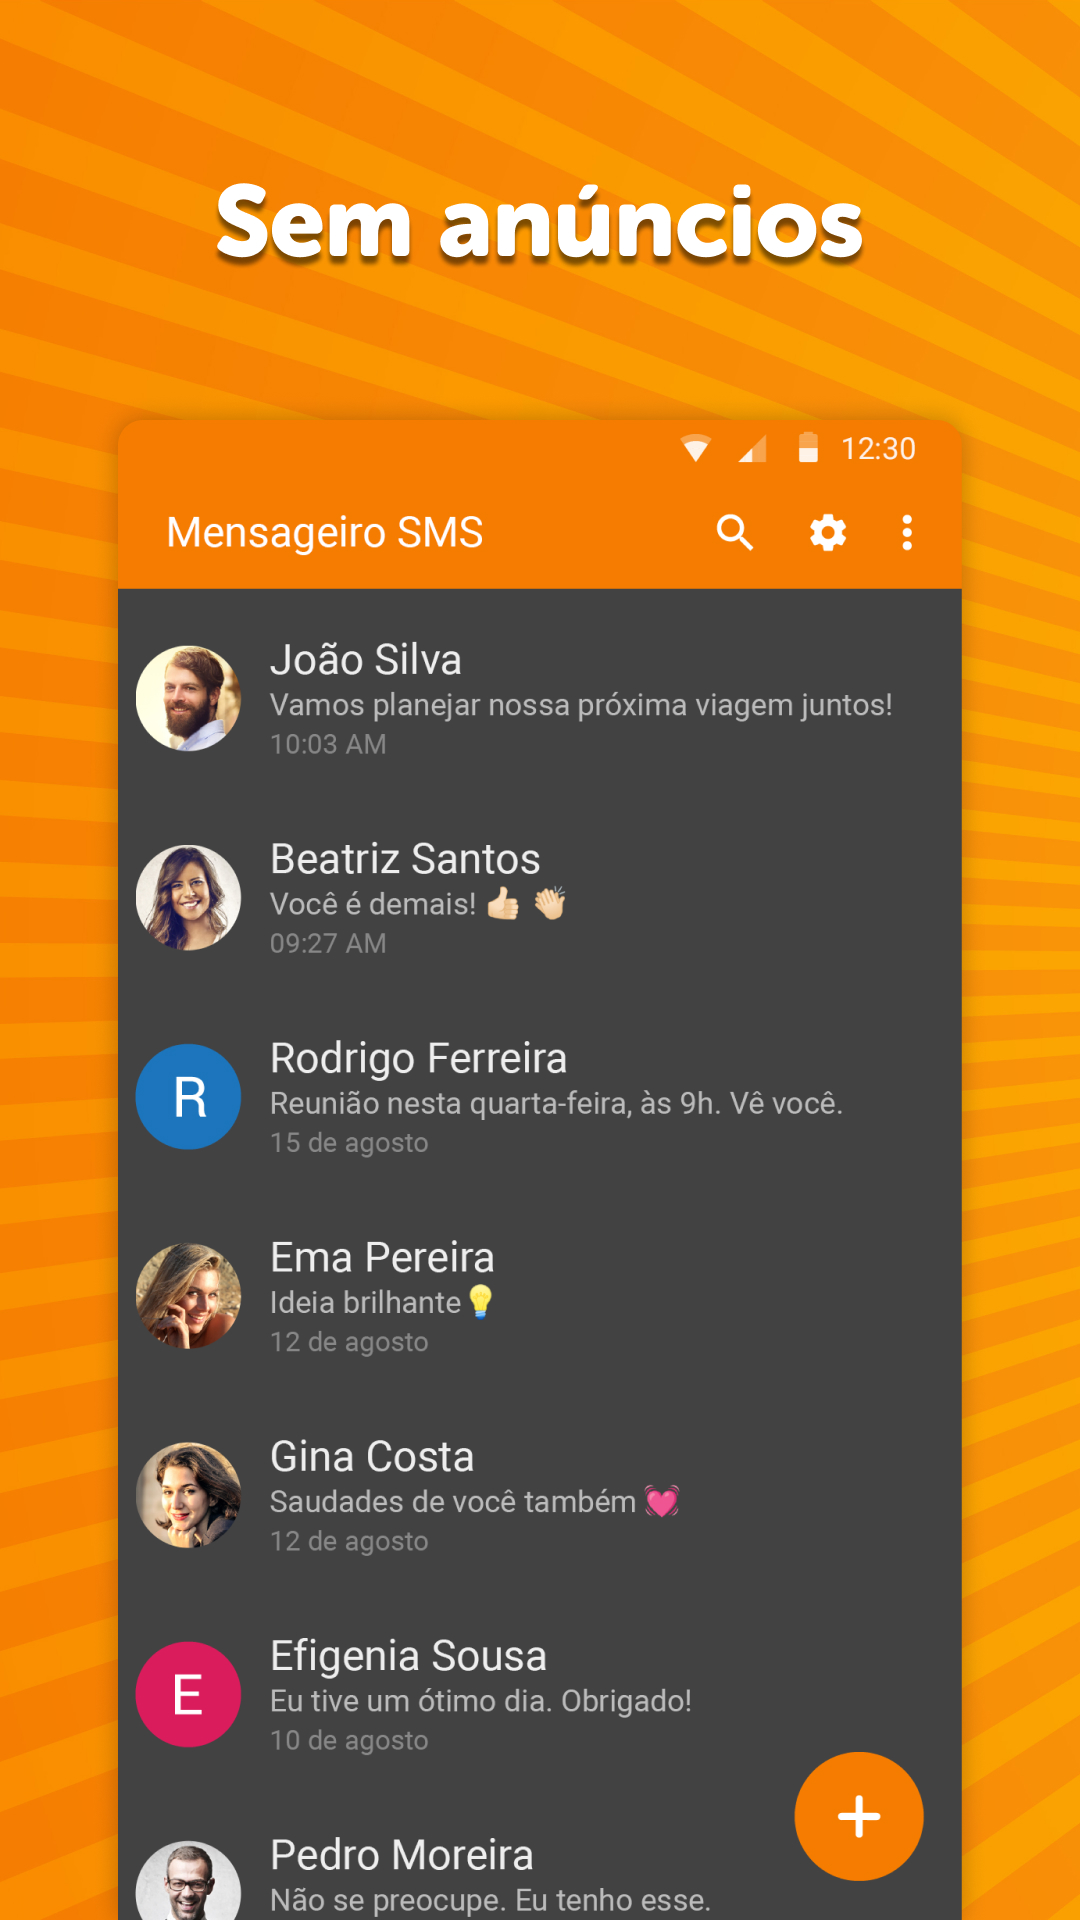 Sem anúncios
12:30
Mensageiro SMS
João Silva
Vamos planejar nossa próxima viagem juntos!
10:03 AM
Beatriz Santos
Você é demais! 👍🏻 👏🏻
09:27 AM
R
Rodrigo Ferreira
Reunião nesta quarta-feira, às 9h. Vê você.
15 de agosto
Ema Pereira
Ideia brilhante💡
12 de agosto
Gina Costa
Saudades de você também 💓
12 de agosto
E
Efigenia Sousa
Eu tive um ótimo dia. Obrigado!
10 de agosto
Pedro Moreira
Não se preocupe. Eu tenho esse.